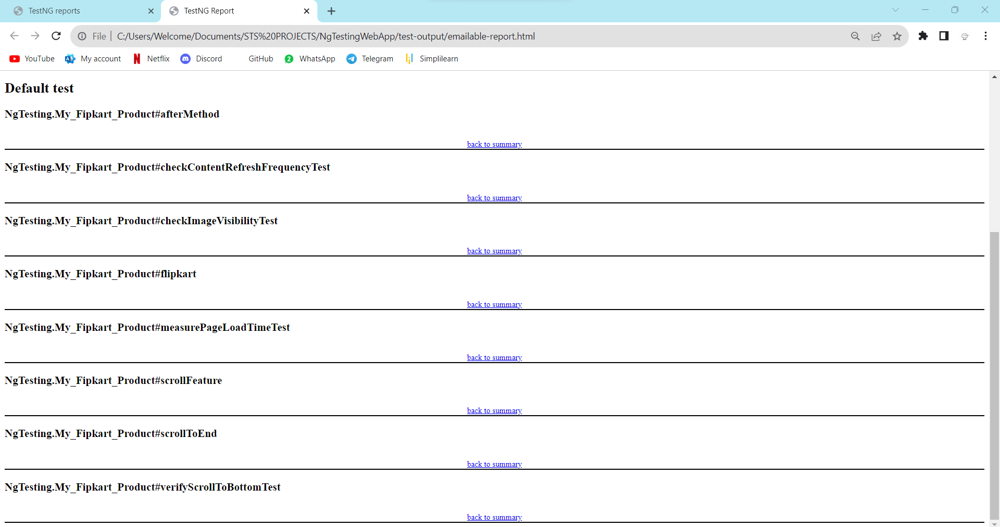 TestNG reports
TestNG Report
File C:/Users/Welcome/Documents/STS%20PROJECTS/NgTestingWebApp/test-output/emailable-report.html
YouTube My account Netflix Discord GitHub 2 WhatsApp Telegram Simplilearn
Default test
NgTesting.My_Fipkart_Product#afterMethod
back to summary
NgTesting.My_Fipkart_Product#checkContentRefreshFrequencyTest
back to summary
NgTesting.My_Fipkart_Product#checkImageVisibilityTest
back to summary
NgTesting.My_Fipkart_Product#flipkart
back to summary
NgTesting.My_Fipkart_Product#measurePageLoadTimeTest
back to summary
NgTesting.My_Fipkart_Product#scrollFeature
back to summary
NgTesting.My_Fipkart_Product#scrollToEnd
back to summary
NgTesting.My_Fipkart_Product#verifyScrollToBottomTest
back to summary